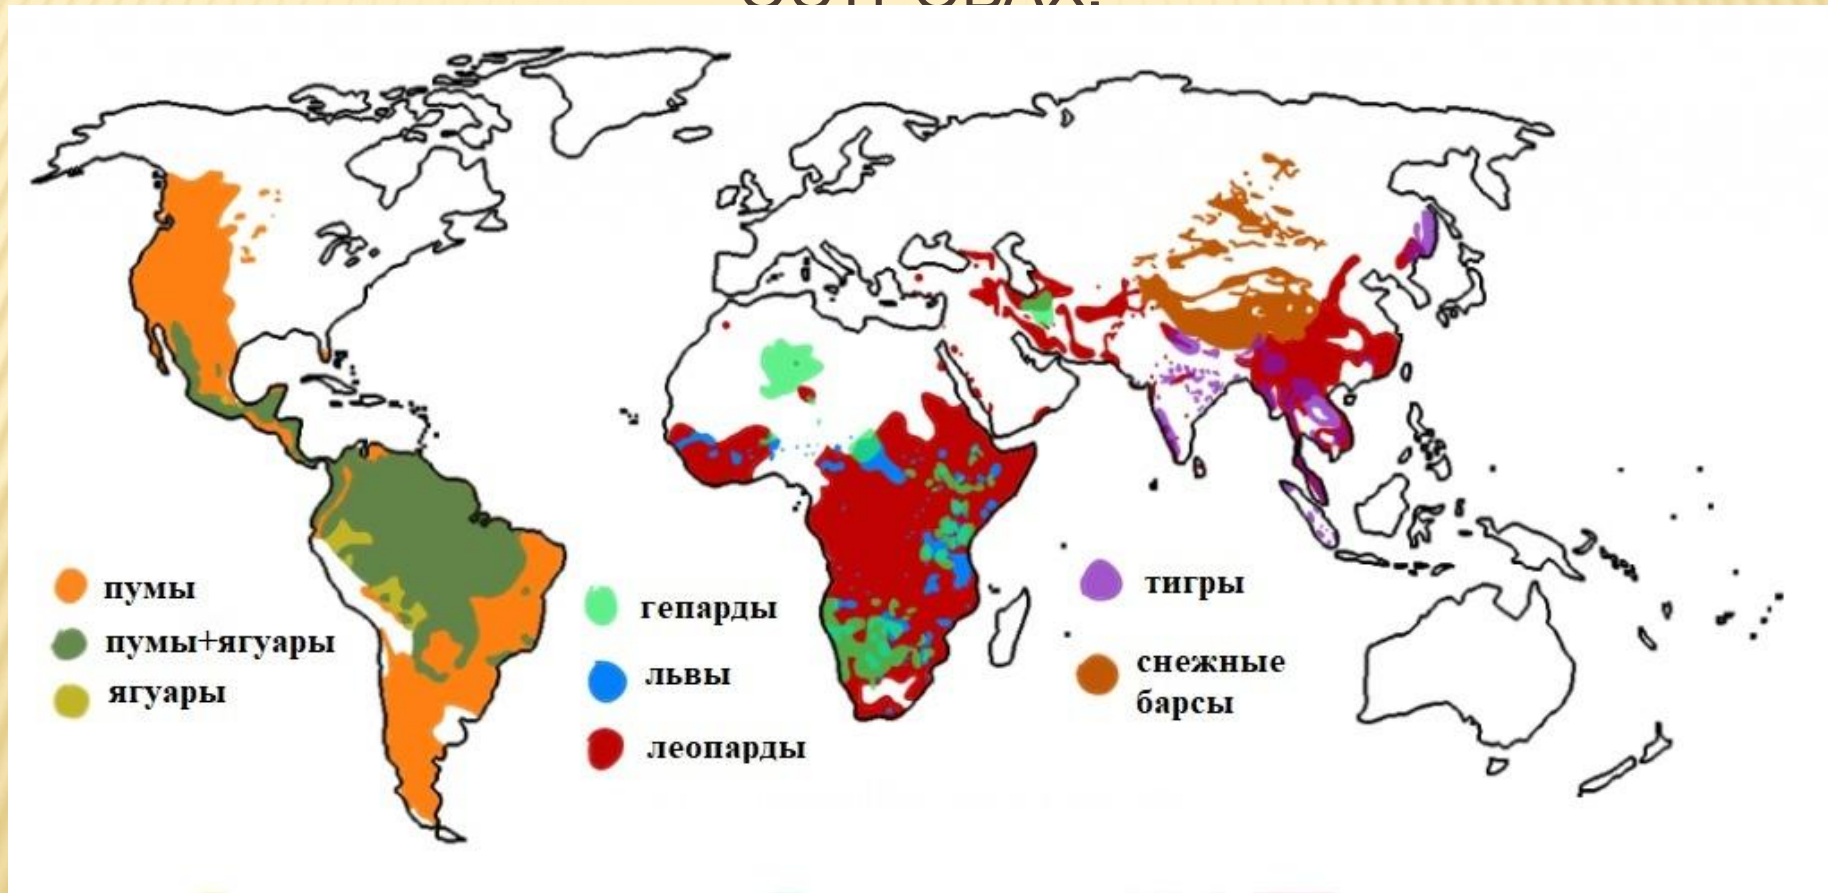 пумы
пумы+ягуары
ягуары
гепарды
львы
леопарды
тигры
снежные
барсы